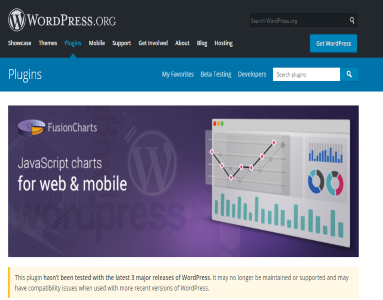 WORDPRESS.ORG
Search WordPress.org
Showcase Themes Plugins Mobile Support Get Involved About Blog Hosting
Get WordPress
Plugins
My Favorites Beta Testing Developers
Search plugins
FusionCharts
JavaScript charts
for web & mobile
wordpress
This plugin hasn't been tested with the latest 3 major releases of WordPress. It may no longer be maintained or supported and may
have compatibility issues when used with more recent versions of WordPress.